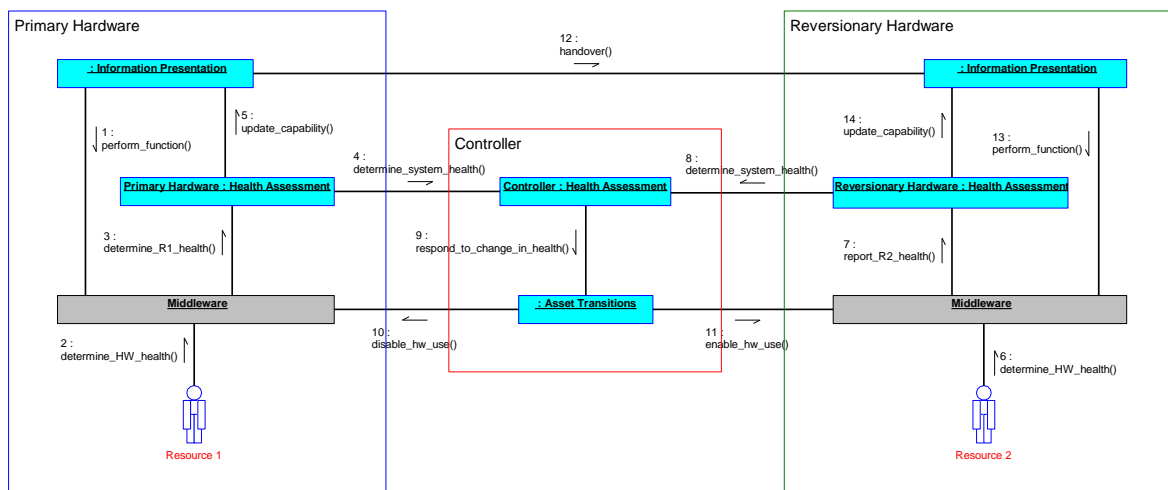 Primary Hardware
Reversionary Hardware
12 :
handover()
: Information Presentation
: Information Presentation
1 :
perform_function()
5 :
update_capability()
14 :
update_capability()
13 :
perform_function()
Controller
4 :
determine_system_health()
8 :
determine_system_health()
Primary Hardware : Health Assessment
Controller : Health Assessment
Reversionary Hardware : Health Assessment
3 :
determine_R1_health()
9 :
respond_to_change_in_health()
7 :
report_R2_health()
Middleware
: Asset Transitions
Middleware
10 :
disable_hw_use()
11 :
enable_hw_use()
2 :
determine_HW_health()
6 :
determine_HW_health()
Resource 1
Resource 2